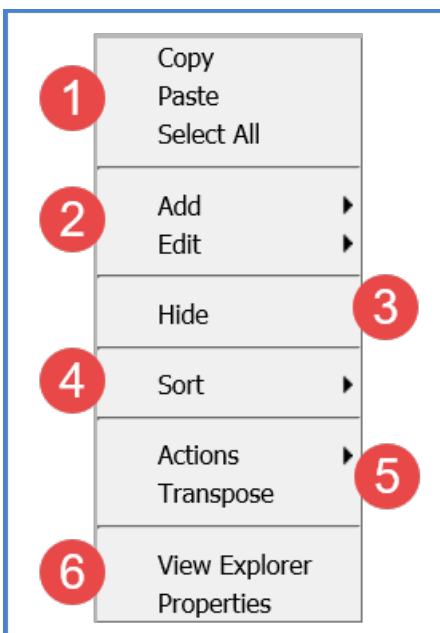 Copy
1
Paste
Select All
2
Add
Edit
Hide
3
4
Sort
Actions
5
Transpose
6
View Explorer
Properties